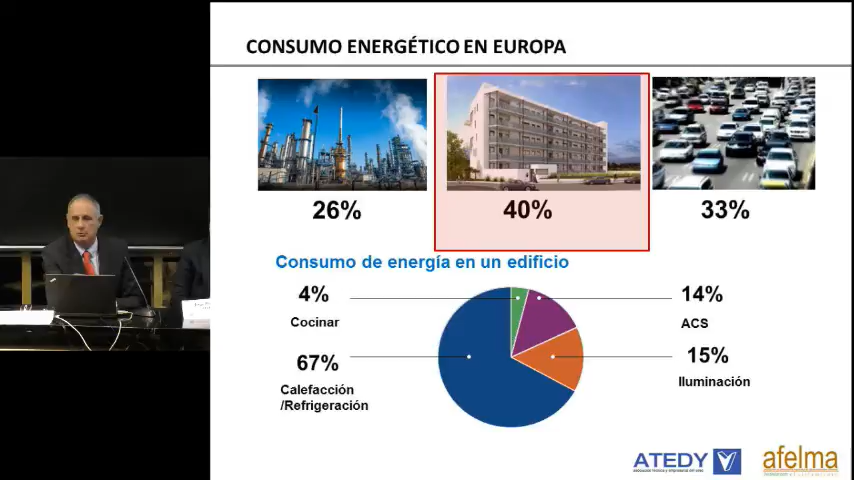 CONSUMO ENERGÉTICO EN EUROPA
26%
40%
33%
Consumo de energía en un edificio
4%
Cocinar
14%
ACS
67%
Calefacción
/Refrigeración
15%
Iluminación
ATEDY
afelma